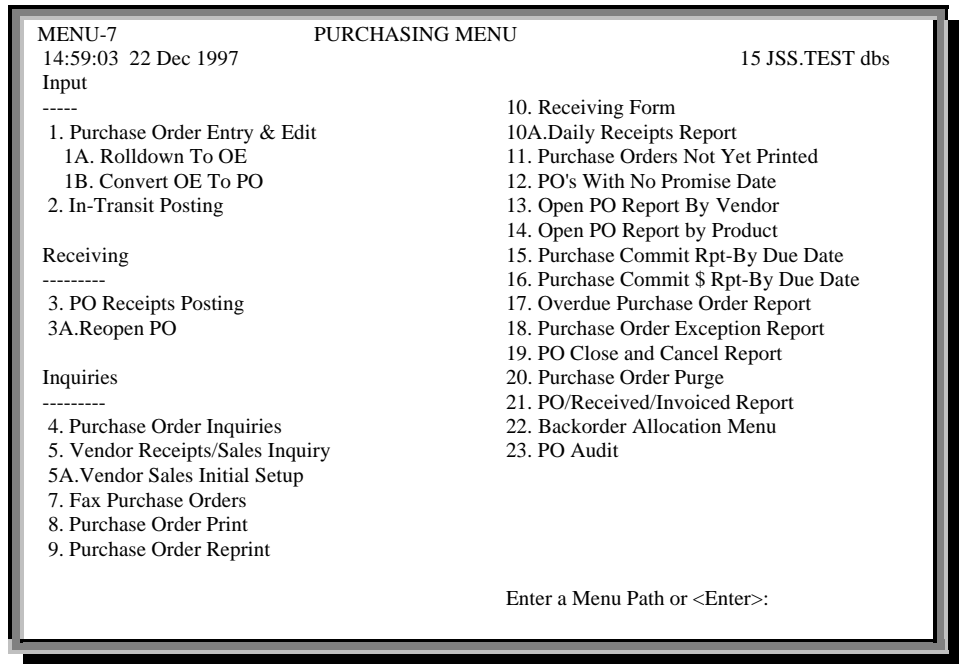 MENU-7 PURCHASING MENU
14:59:03 22 Dec 1997 15 JSS.TEST dbs
Input
-----
1. Purchase Order Entry & Edit
1A. Rolldown To OE
1B. Convert OE To PO
2. In-Transit Posting
Receiving
---------
3. PO Receipts Posting
3A.Reopen PO
Inquiries
---------
4. Purchase Order Inquiries
5. Vendor Receipts/Sales Inquiry
5A.Vendor Sales Initial Setup
7. Fax Purchase Orders
8. Purchase Order Print
9. Purchase Order Reprint
10. Receiving Form
10A.Daily Receipts Report
11. Purchase Orders Not Yet Printed
12. PO's With No Promise Date
13. Open PO Report By Vendor
14. Open PO Report by Product
15. Purchase Commit Rpt-By Due Date
16. Purchase Commit $ Rpt-By Due Date
17. Overdue Purchase Order Report
18. Purchase Order Exception Report
19. PO Close and Cancel Report
20. Purchase Order Purge
21. PO/Received/Invoiced Report
22. Backorder Allocation Menu
23. PO Audit
Enter a Menu Path or <Enter>: